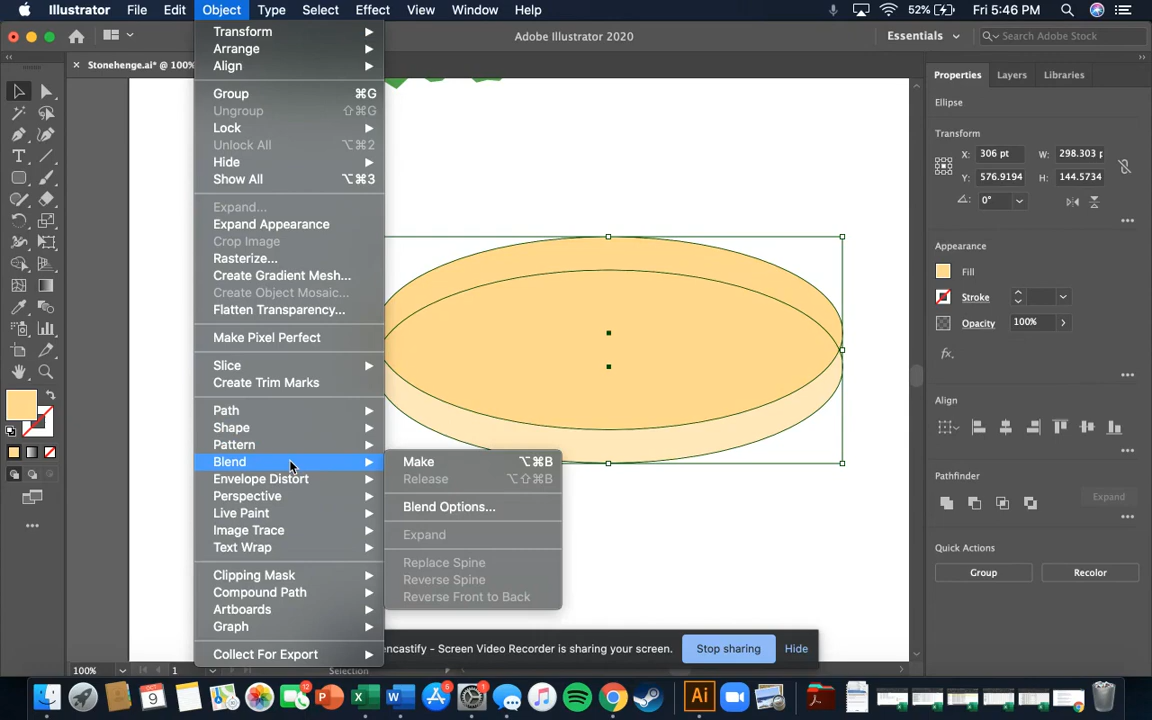 Illustrator File Edit Object Type Select Effect View Window Help 52% Fri 5:46 PM
Adobe Illustrator 2020 Essentials Search Adobe Stock
Stonehenge.ai* @ 100%
Transform
Arrange
Align
Group ⌘G
Ungroup ⇧⌘G
Lock
Unlock All ⌥⌘2
Hide
Show All ⌥⌘3
Expand...
Expand Appearance
Crop Image
Rasterize...
Create Gradient Mesh...
Create Object Mosaic...
Flatten Transparency...
Make Pixel Perfect
Slice
Create Trim Marks
Path
Shape
Pattern
Blend
Envelope Distort
Perspective
Live Paint
Image Trace
Text Wrap
Clipping Mask
Compound Path
Artboards
Graph
Collect For Export
Make ⌥⌘B
Release ⌥⇧⌘B
Blend Options...
Expand
Replace Spine
Reverse Spine
Reverse Front to Back
Properties Layers Libraries
Ellipse
Transform
X: 306 pt W: 298.303 p
Y: 576.9194 H: 144.5734
0°
Appearance
Fill
Stroke
Opacity 100%
fx.
Align
Pathfinder
Expand
Quick Actions
Group Recolor
encastify - Screen Video Recorder is sharing your screen. Stop sharing Hide
100% 1 Selection